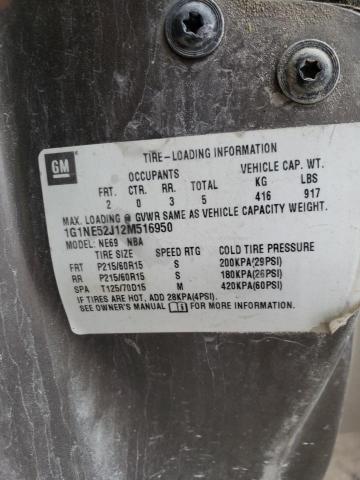 GM
TIRE-LOADING INFORMATION
OCCUPANTS VEHICLE CAP. WT.
FRT. CTR. RR. TOTAL KG LBS
2 0 3 5 416 917
MAX. LOADING @ GVWR SAME AS VEHICLE CAPACITY WEIGHT.
1G1NE52J12M516950
MODEL: NE69 NBA
TIRE SIZE SPEED RTG COLD TIRE PRESSURE
FRT P215/60R15 S 200KPA(29PSI)
RR P215/60R15 S 180KPA(26PSI)
SPA T125/70D15 M 420KPA(60PSI)
IF TIRES ARE HOT, ADD 28KPA(4PSI).
SEE OWNER'S MANUAL FOR MORE INFORMATION.